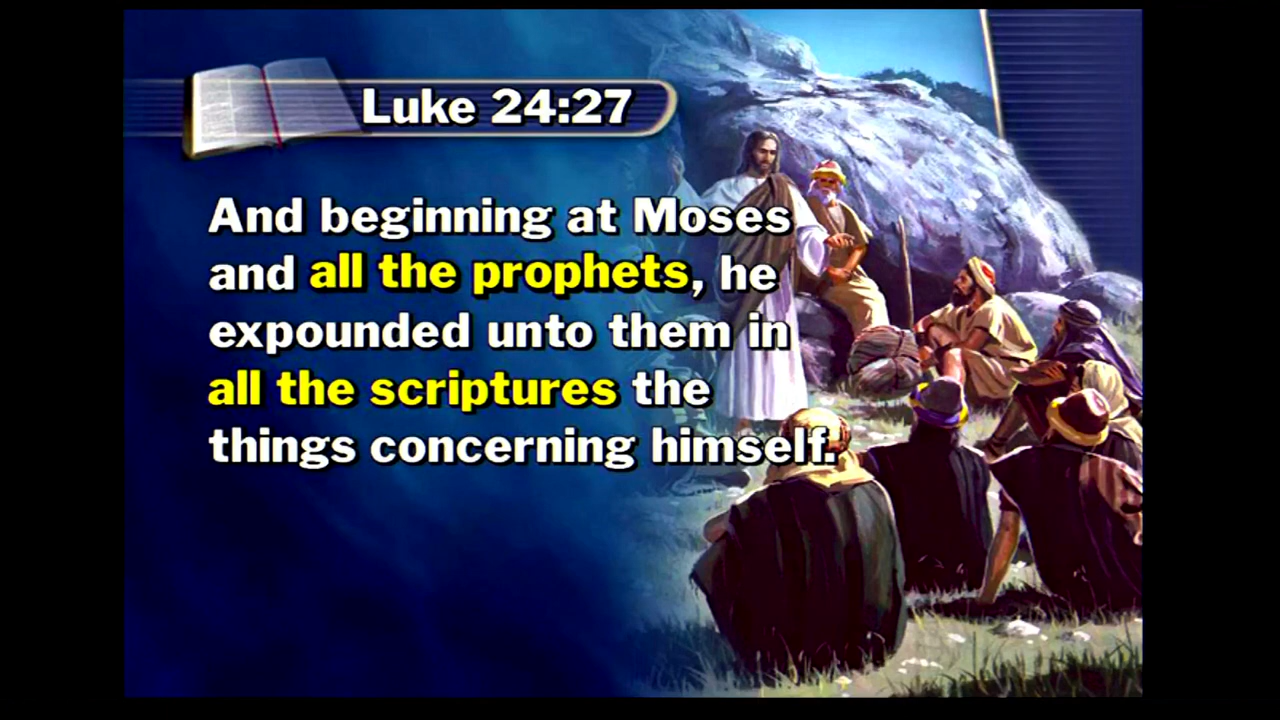 Luke 24:27
And beginning at Moses
and all the prophets, he
expounded unto them in
all the scriptures the
things concerning himself.